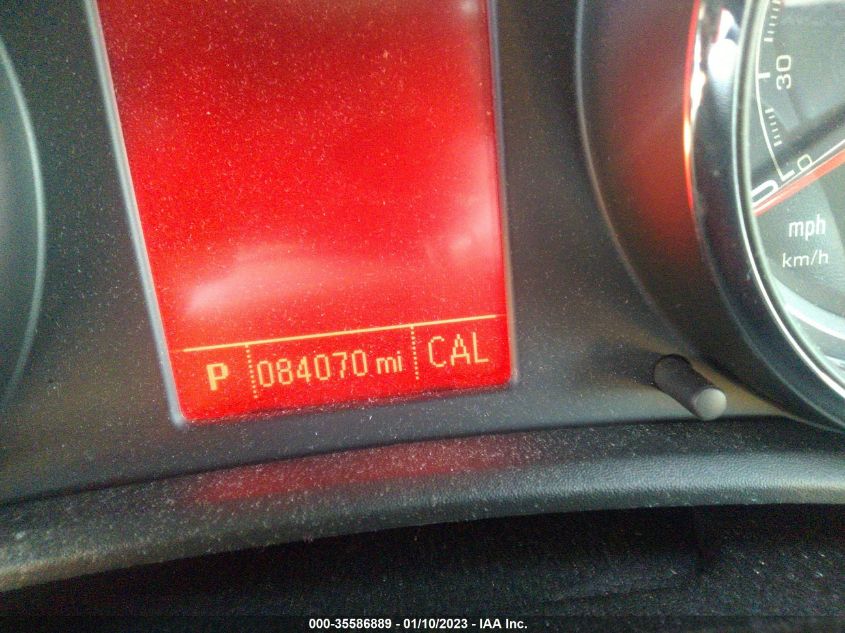 30
0
mph
km/h
P 084070 mi CAL
000-35586889 - 01/10/2023 - IAA Inc.